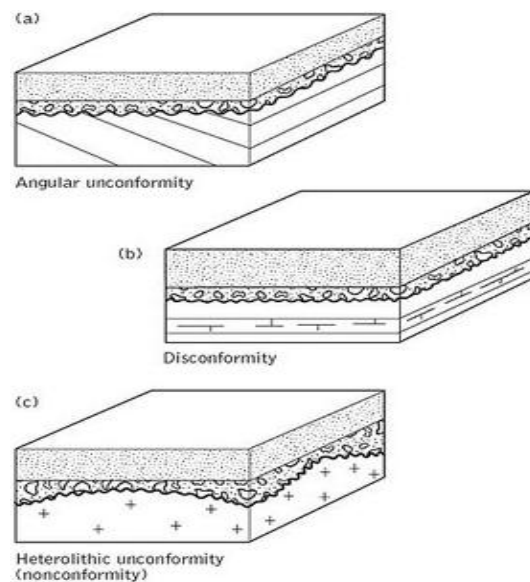 (a)
Angular unconformity
(b)
Disconformity
(c)
Heterolithic unconformity
(nonconformity)